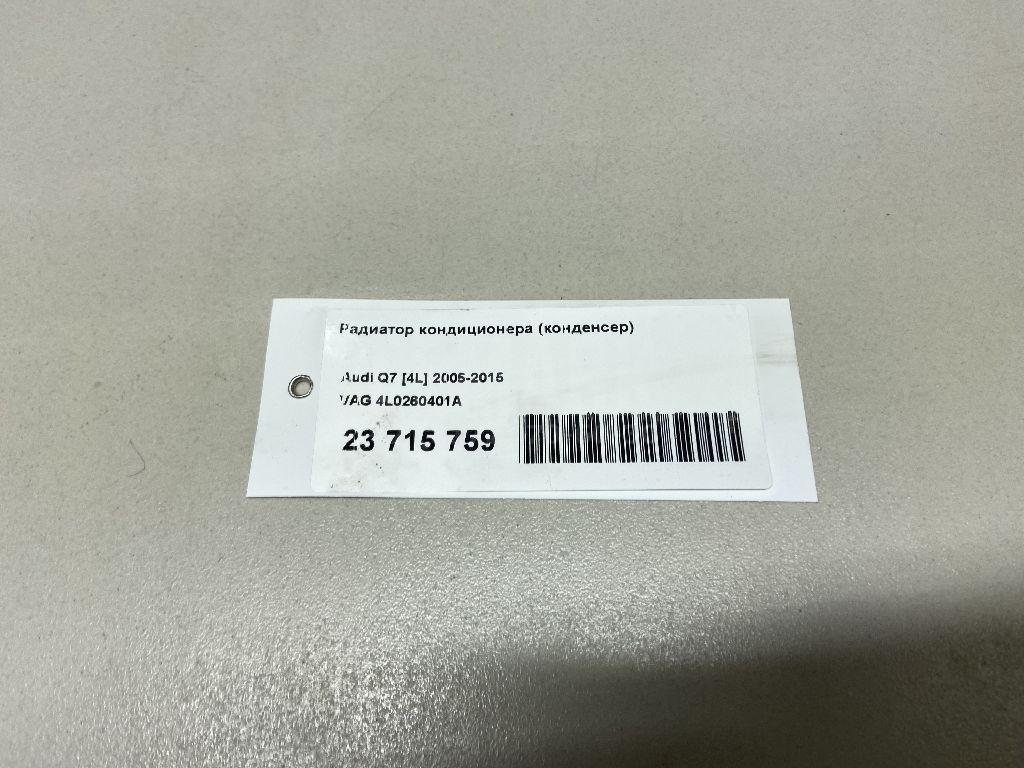 Радиатор кондиционера (конденсер)
Audi Q7 [4L] 2005-2015
VAG 4L0260401A
23 715 759